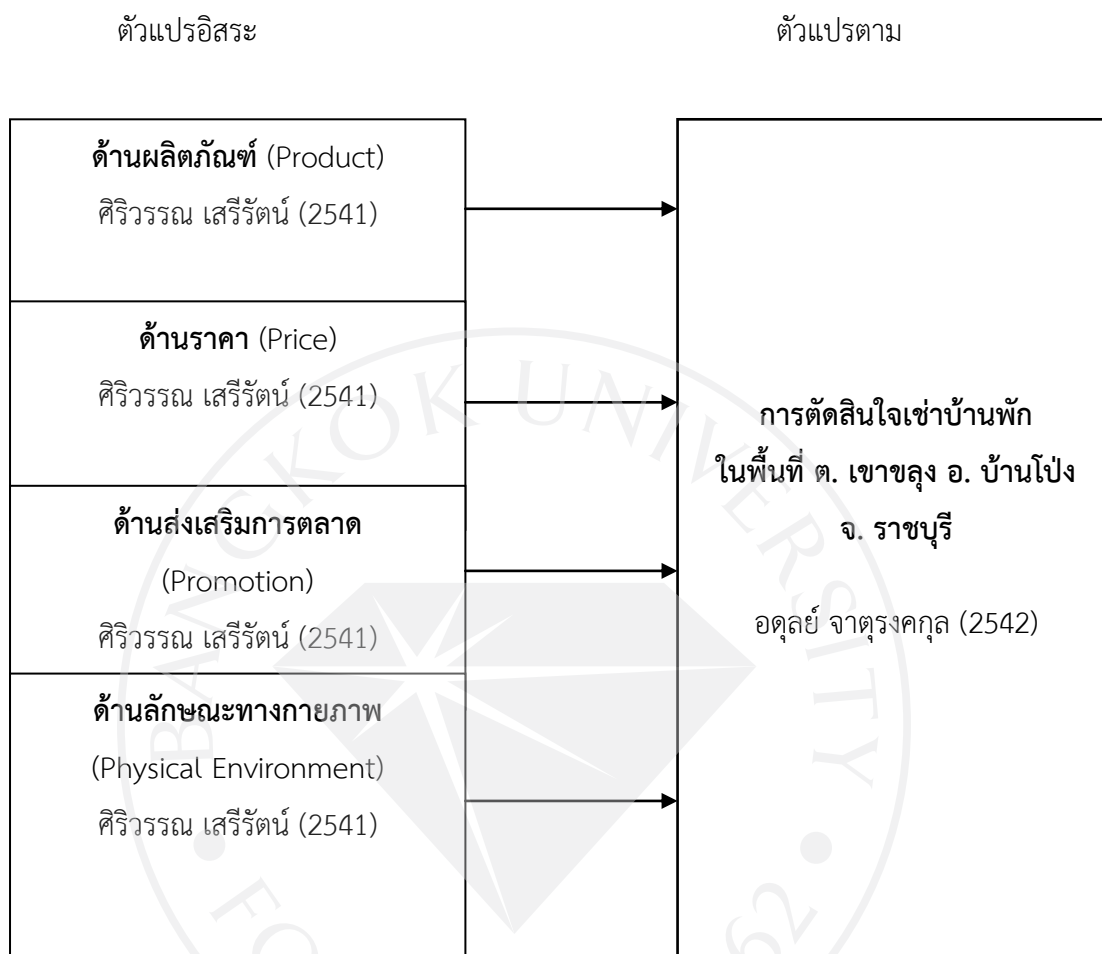 ตัวแปรอิสระ
ตัวแปรตาม
ด้านผลิตภัณฑ์ (Product)
ศิริวรรณ เสรีรัตน์ (2541)
ด้านราคา (Price)
ศิริวรรณ เสรีรัตน์ (2541)
ด้านส่งเสริมการตลาด
(Promotion)
ศิริวรรณ เสรีรัตน์ (2541)
ด้านลักษณะทางกายภาพ
(Physical Environment)
ศิริวรรณ เสรีรัตน์ (2541)
การตัดสินใจเช่าบ้านพัก
ในพื้นที่ ต. เขาขลุง อ. บ้านโป่ง
จ. ราชบุรี
อดุลย์ จาตุรงคกุล (2542)
BANGKOK UNIVERSITY